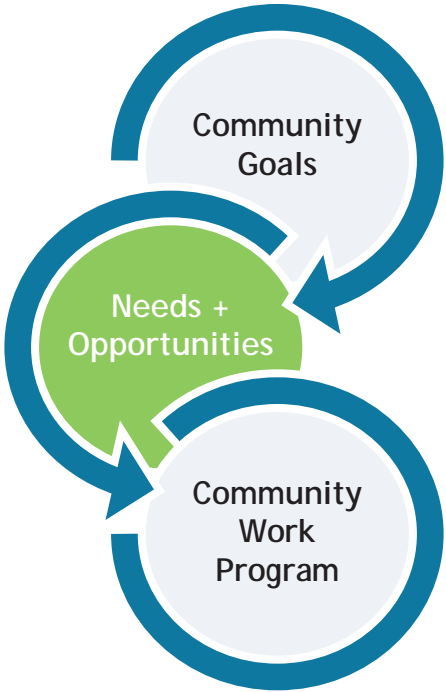 Community
Goals
Needs +
Opportunities
Community
Work
Program